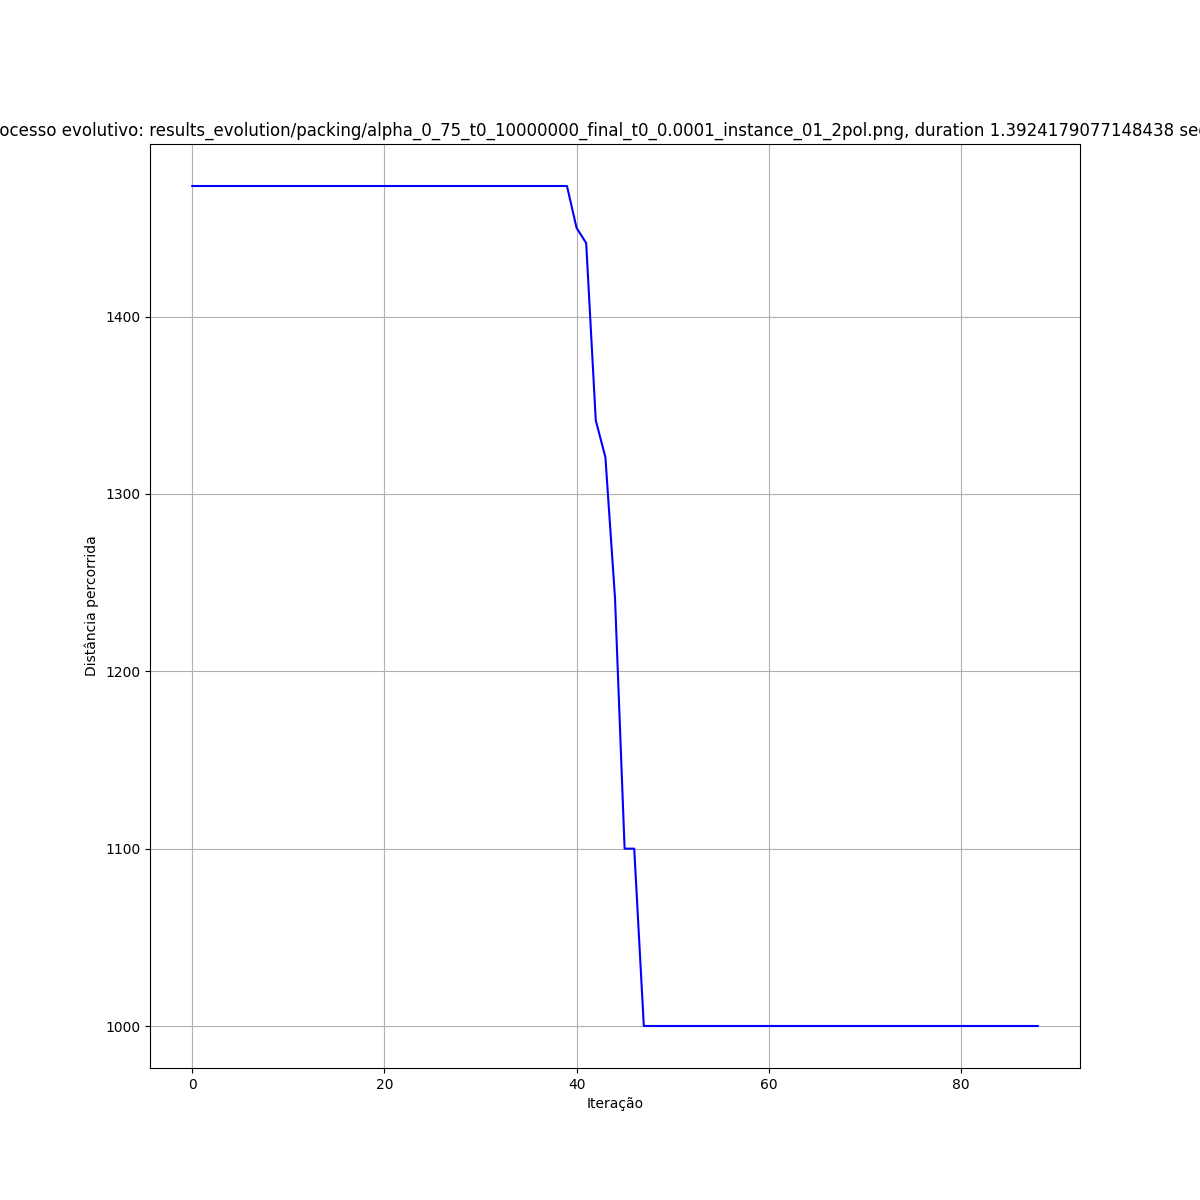 ocesso evolutivo: results_evolution/packing/alpha_0_75_t0_10000000_final_t0_0.0001_instance_01_2pol.png, duration 1.3924179077148438 se
1400
1300
1200
1100
1000
Distância percorrida
0 20 40 60 80
Iteração